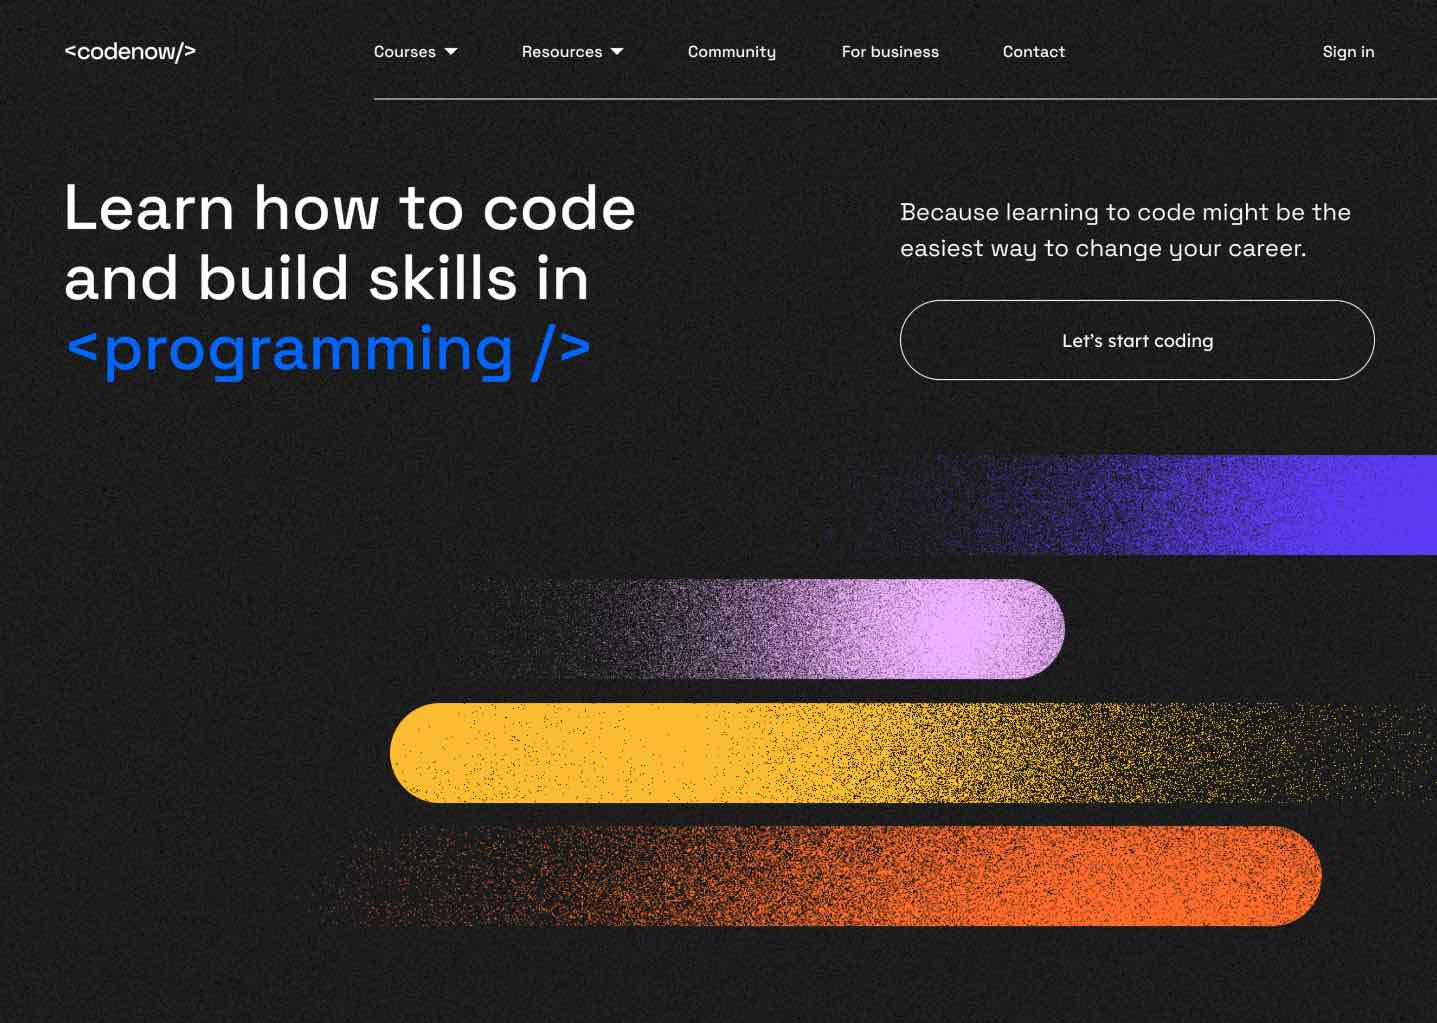 <codenow/>
Courses
Resources
Community
For business
Contact
Sign in
Learn how to code
and build skills in
<programming />
Because learning to code might be the
easiest way to change your career.
Let's start coding